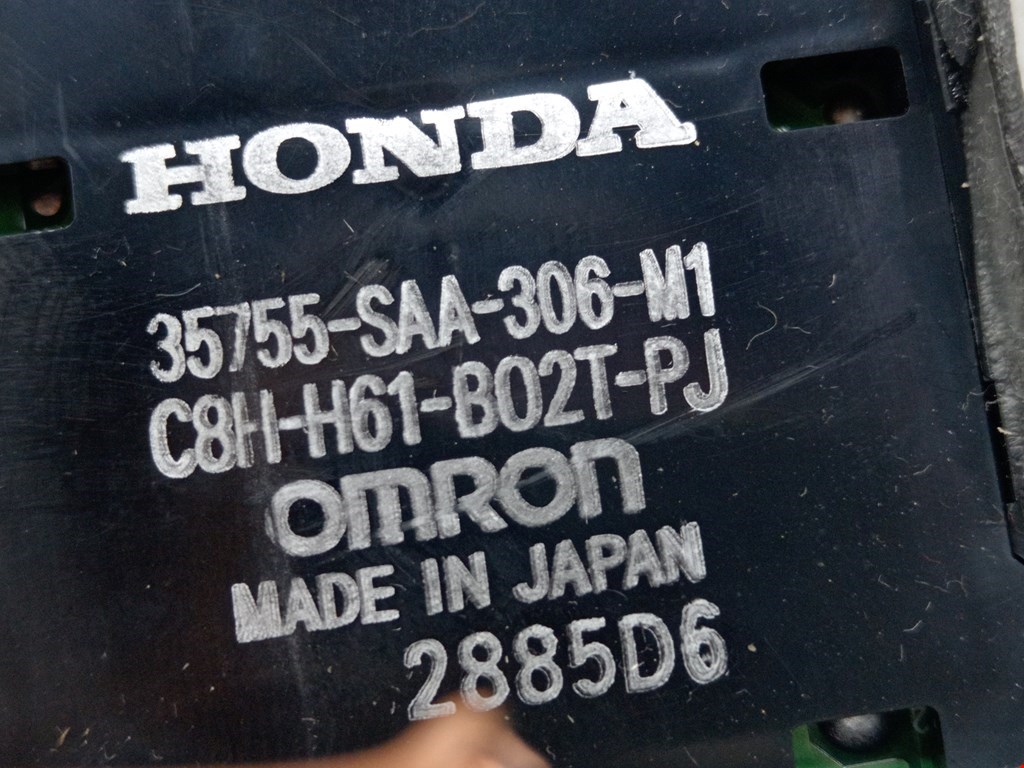 HONDA
35755-SAA-306-M1
C8H-H61-B02T-PJ
omron
MADE IN JAPAN
2885D6